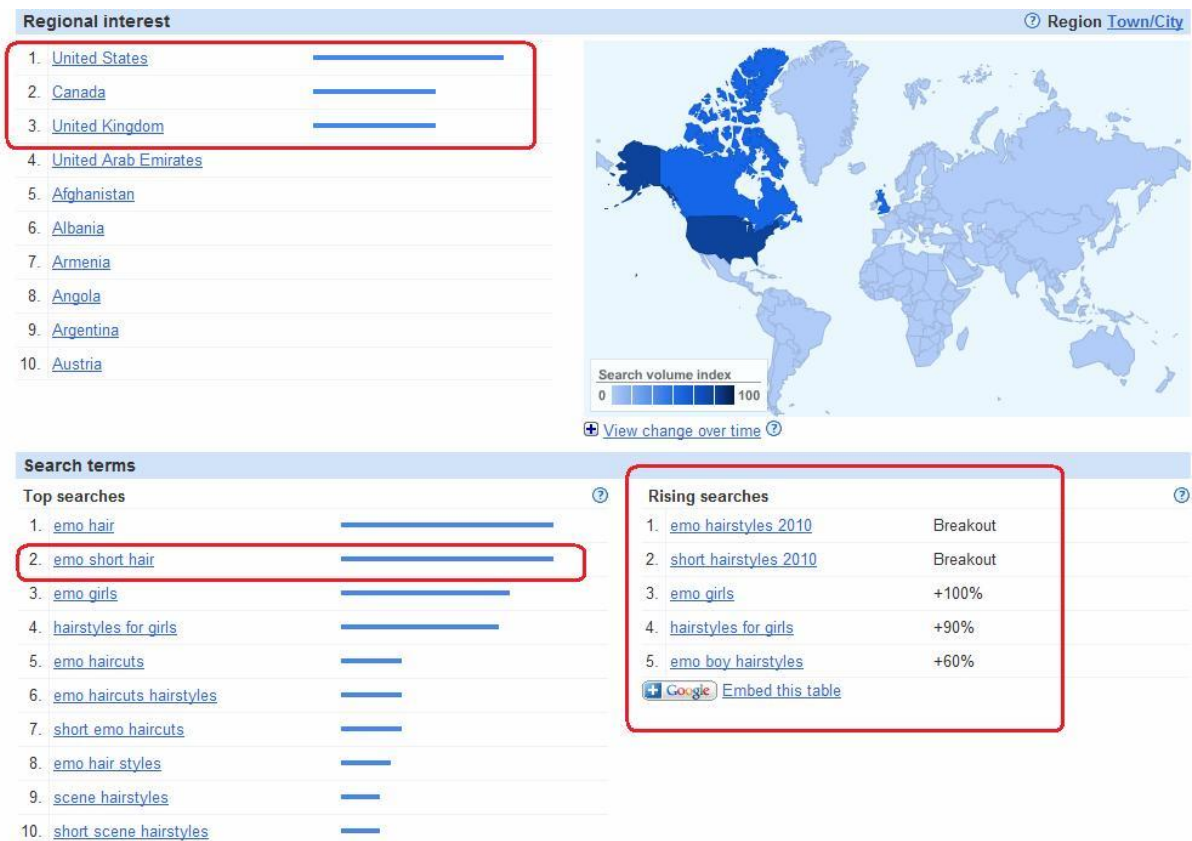 Regional interest
Region Town/City
1. United States
2. Canada
3. United Kingdom
4. United Arab Emirates
5. Afghanistan
6. Albania
7. Armenia
8. Angola
9. Argentina
10. Austria
Search volume index
0 100
View change over time
Search terms
Top searches
1. emo hair
2. emo short hair
3. emo girls
4. hairstyles for girls
5. emo haircuts
6. emo haircuts hairstyles
7. short emo haircuts
8. emo hair styles
9. scene hairstyles
10. short scene hairstyles
Rising searches
1. emo hairstyles 2010 Breakout
2. short hairstyles 2010 Breakout
3. emo girls +100%
4. hairstyles for girls +90%
5. emo boy hairstyles +60%
Google Embed this table